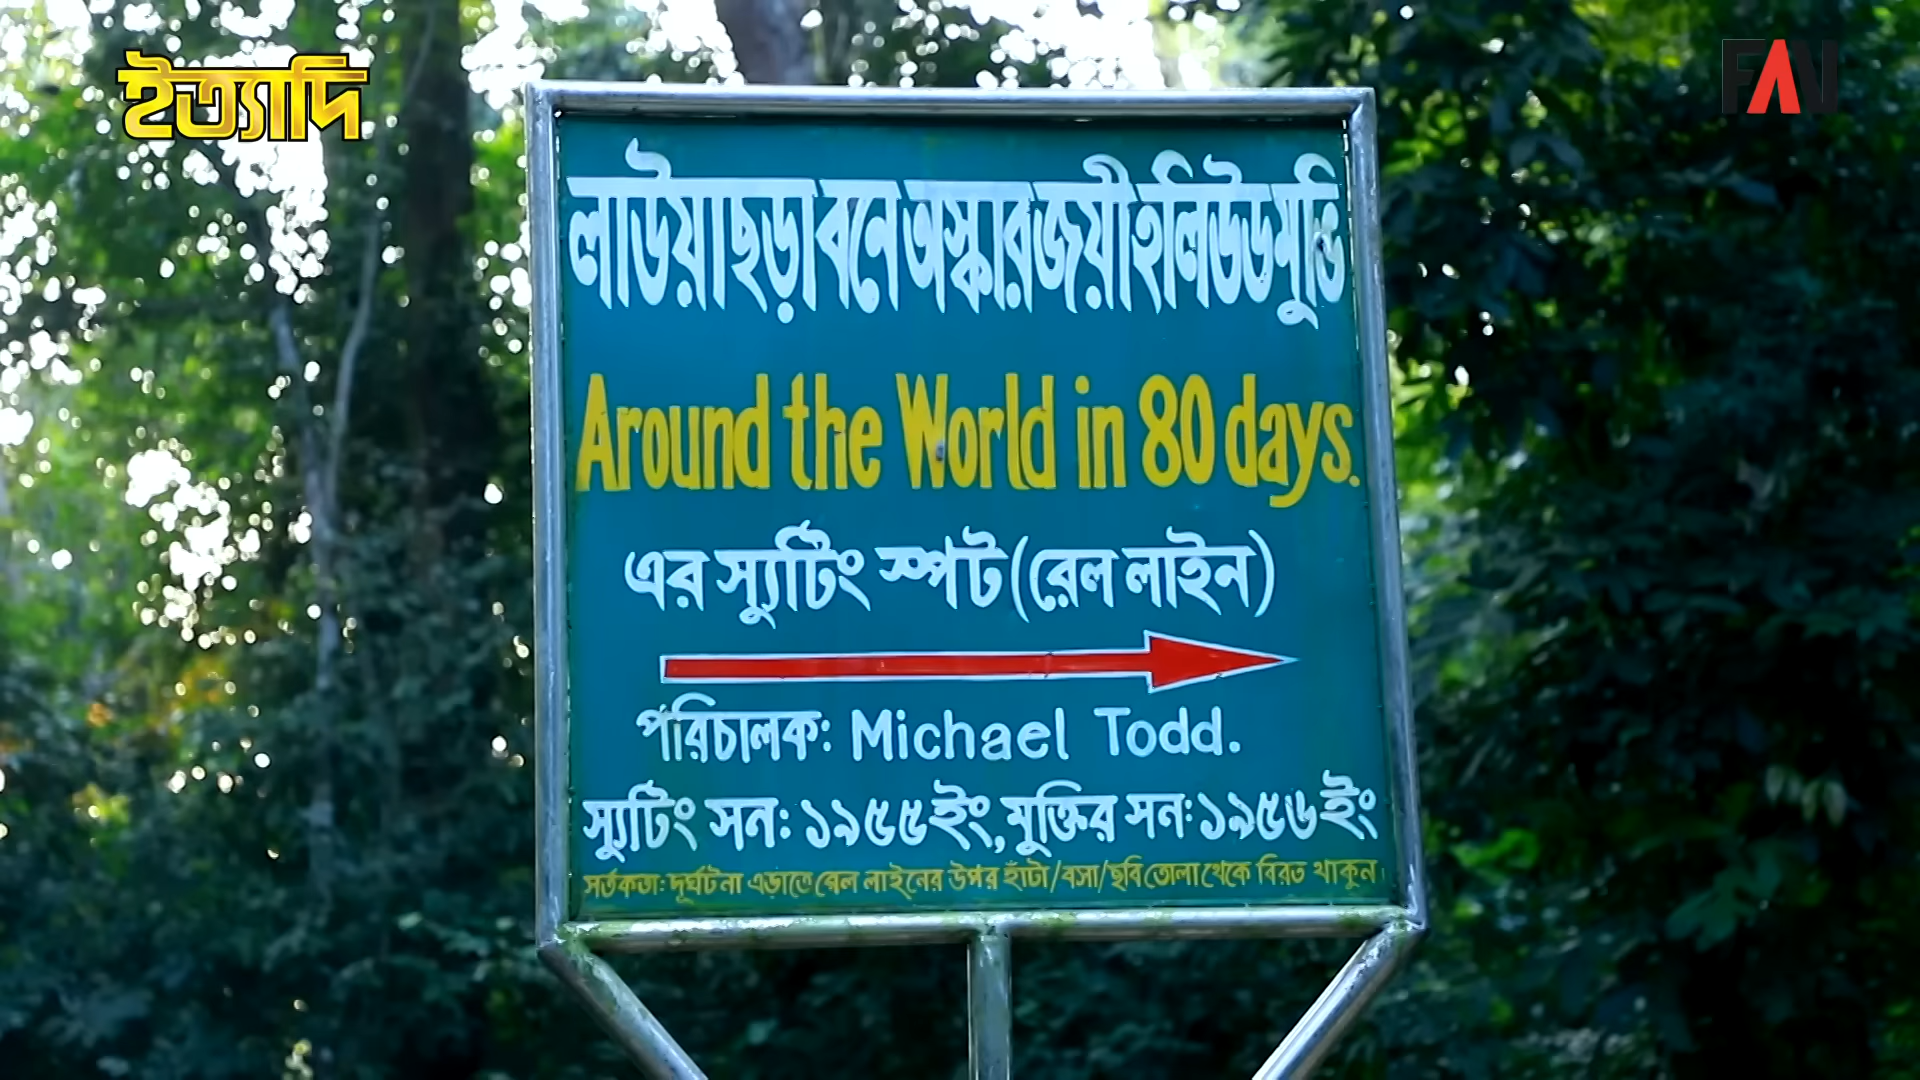 ইত্যাদি
FAN
লাউয়াছড়া বনে অস্কার জয়ী হলিউড মুভি
Around the World in 80 days.
এর স্যুটিং স্পট (রেল লাইন)
পরিচালক: Michael Todd.
স্যুটিং সন: ১৯৫৫ইং, মুক্তির সন: ১৯৫৬ইং
সর্তকতা: দূর্ঘটনা এড়াতে রেল লাইনের উপর হাঁটা/বসা/ছবি তোলা থেকে বিরত থাকুন।